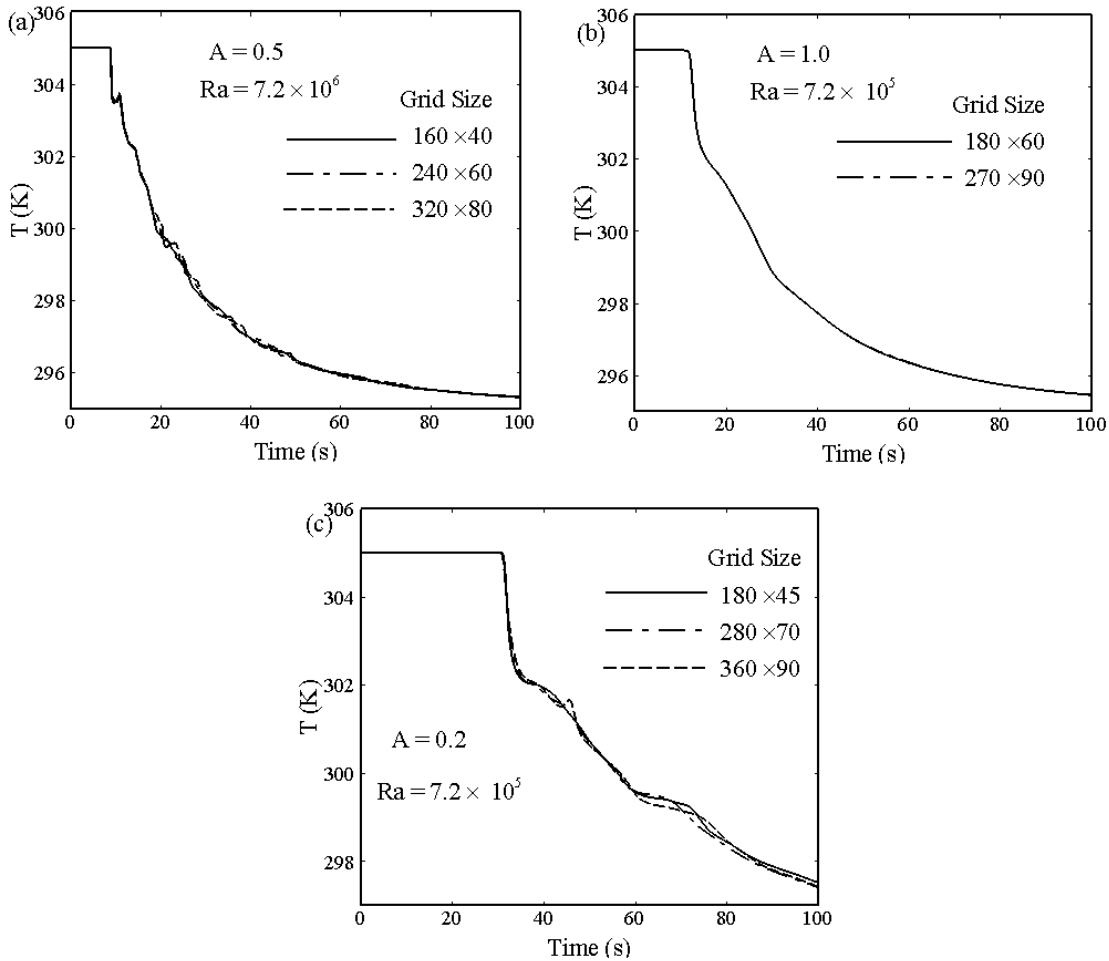 (a)
306
304
302
300
298
296
T (K)
A = 0.5
Ra = 7.2 × 10⁶
Grid Size
160 ×40
240 ×60
320 ×80
0 20 40 60 80 100
Time (s)
(b)
306
304
302
300
298
296
T (K)
A = 1.0
Ra = 7.2 × 10⁵
Grid Size
180 ×60
270 ×90
0 20 40 60 80 100
Time (s)
(c)
306
304
302
300
298
T (K)
Grid Size
180 ×45
280 ×70
360 ×90
A = 0.2
Ra = 7.2 × 10⁵
0 20 40 60 80 100
Time (s)